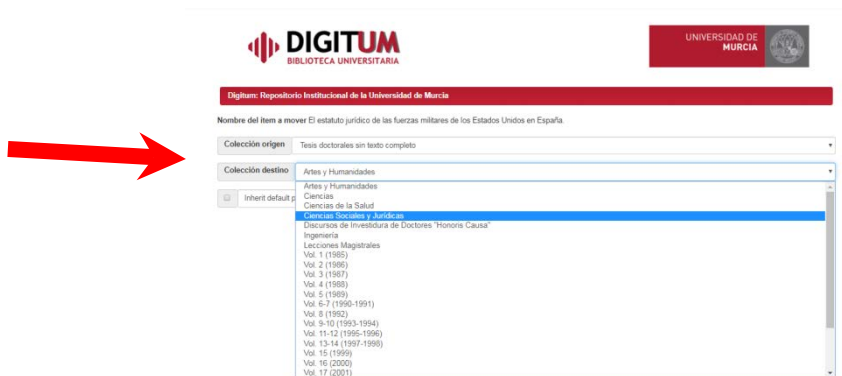 DIGITUM
BIBLIOTECA UNIVERSITARIA
UNIVERSIDAD DE
MURCIA
Digitum: Repositorio Institucional de la Universidad de Murcia
Nombre del item a mover El estatuto jurídico de las fuerzas militares de los Estados Unidos en España.
Colección origen Tesis doctorales sin texto completo
Colección destino Artes y Humanidades
Artes y Humanidades
Inherit default p
Ciencias
Ciencias de la Salud
Ciencias Sociales y Jurídicas
Discursos de Investidura de Doctores "Honoris Causa"
Ingeniería
Lecciones Magistrales
Vol. 1 (1985)
Vol. 2 (1986)
Vol. 3 (1987)
Vol. 4 (1988)
Vol. 5 (1989)
Vol. 6-7 (1990-1991)
Vol. 8 (1992)
Vol. 9-10 (1993-1994)
Vol. 11-12 (1995-1996)
Vol. 13-14 (1997-1998)
Vol. 15 (1999)
Vol. 16 (2000)
Vol. 17 (2001)